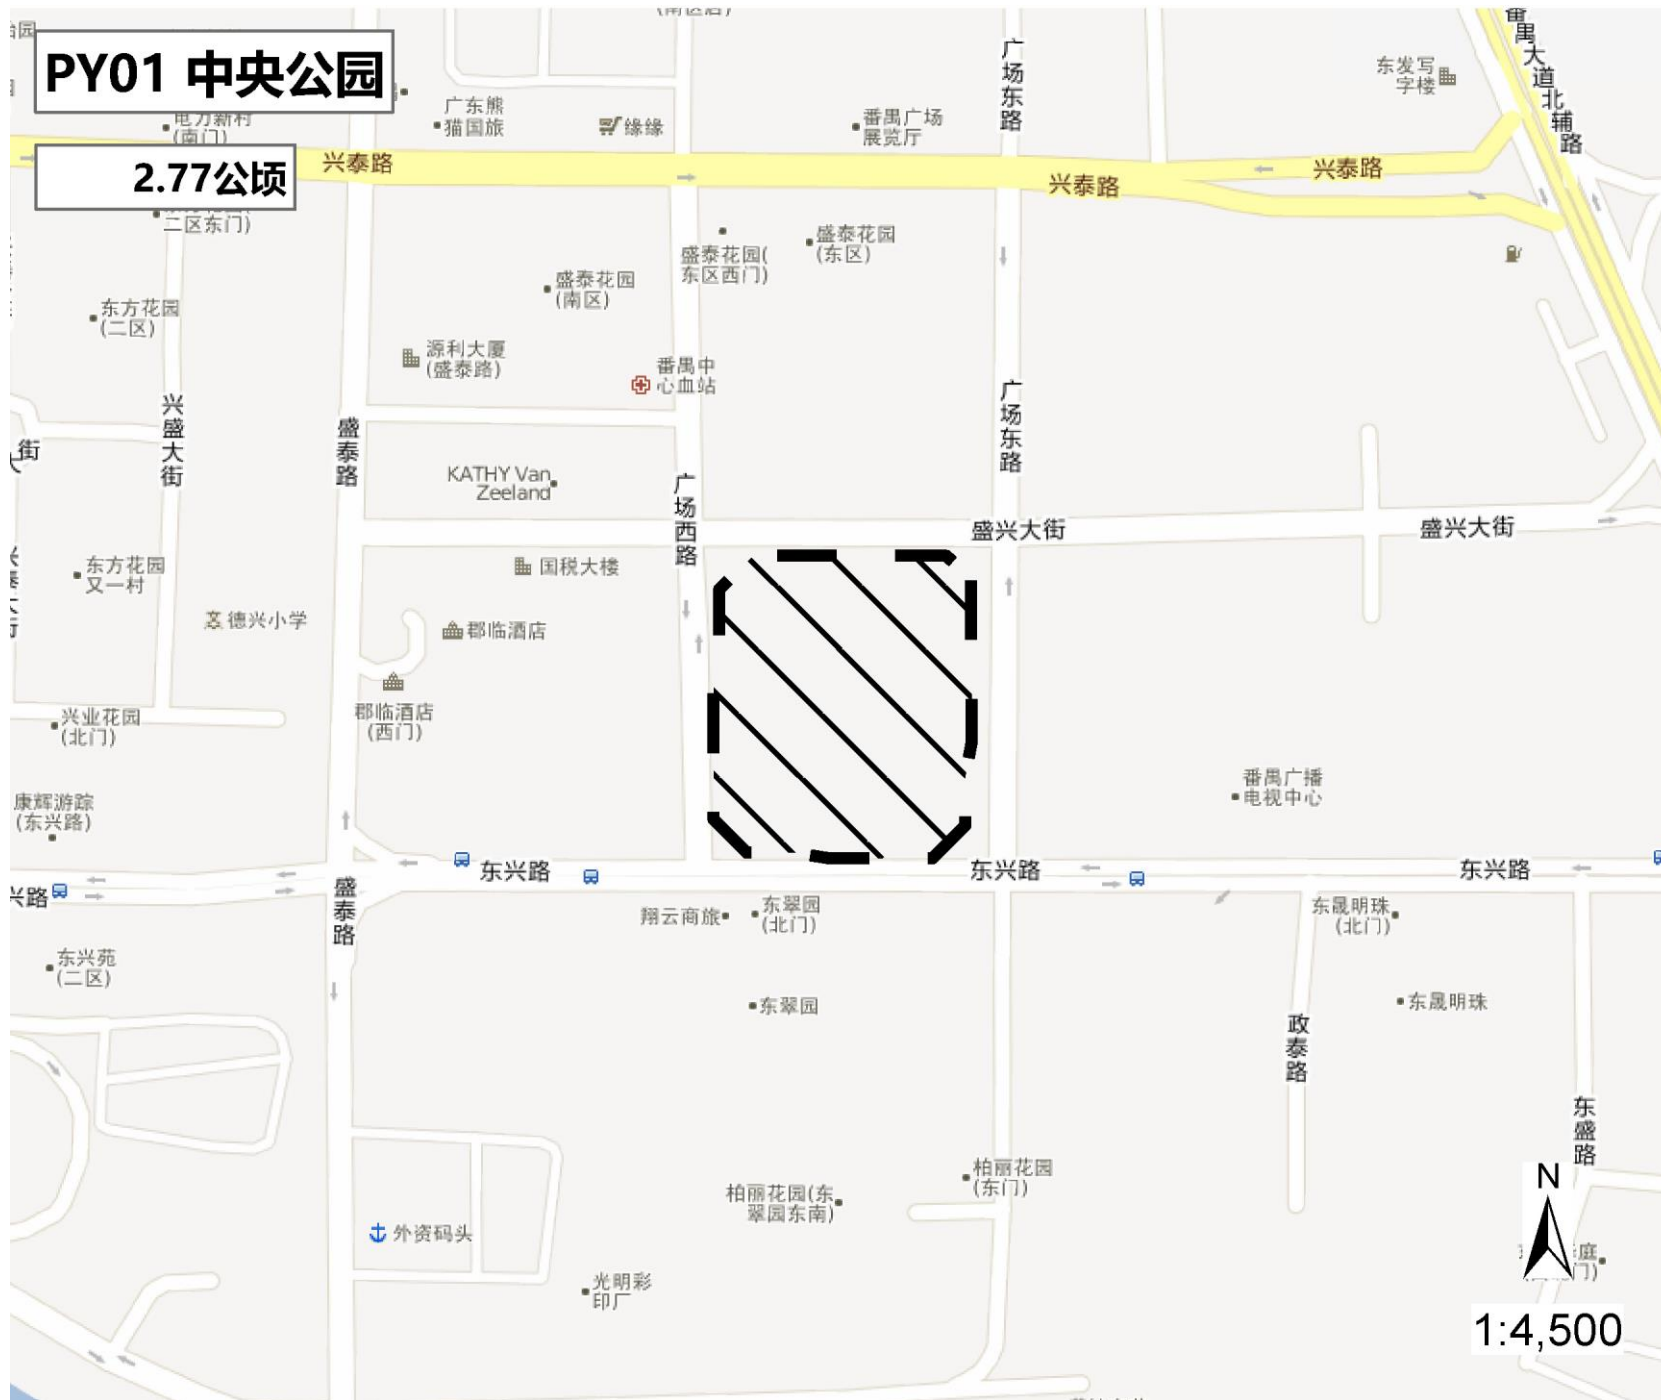 PY01 中央公园
2.77公顷
广场东路
番禺大道北辅路
东发写
字楼
广东熊
猫国旅
缘缘
番禺广场
展览厅
电力新村
(南门)
兴泰路
兴泰路
兴泰路
二区东门)
盛泰花园(
东区西门)
盛泰花园
(东区)
盛泰花园
(南区)
东方花园
(二区)
源利大厦
(盛泰路)
番禺中
心血站
兴盛大街
盛泰路
广场东路
街
KATHY Van
Zeeland
广场西路
盛兴大街
盛兴大街
东方花园
又一村
国税大楼
德兴小学
郡临酒店
郡临酒店
(西门)
兴业花园
(北门)
康辉游踪
(东兴路)
番禺广播
电视中心
东兴路
东兴路
东兴路
兴路
盛泰路
翔云商旅
东翠园
(北门)
东晟明珠
(北门)
东兴苑
(二区)
东翠园
东晟明珠
政泰路
东盛路
柏丽花园
(东门)
柏丽花园(东
翠园东南)
外资码头
光明彩
印厂
N
庭
门)
1:4,500